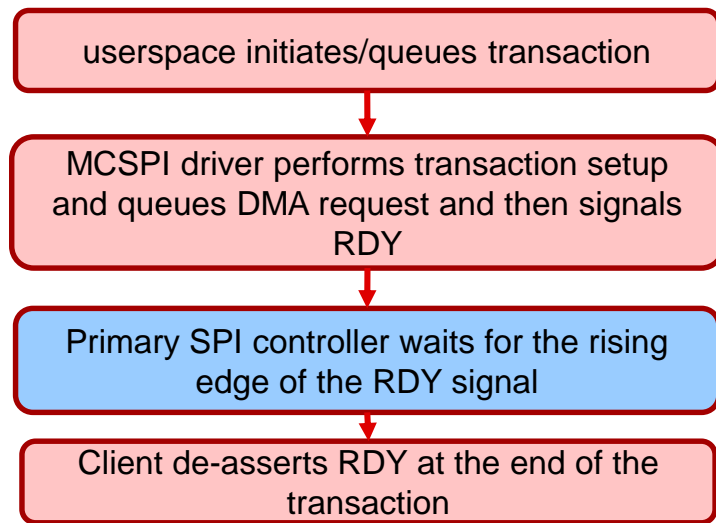 userspace initiates/queues transaction
MCSPI driver performs transaction setup
and queues DMA request and then signals
RDY
Primary SPI controller waits for the rising
edge of the RDY signal
Client de-asserts RDY at the end of the
transaction